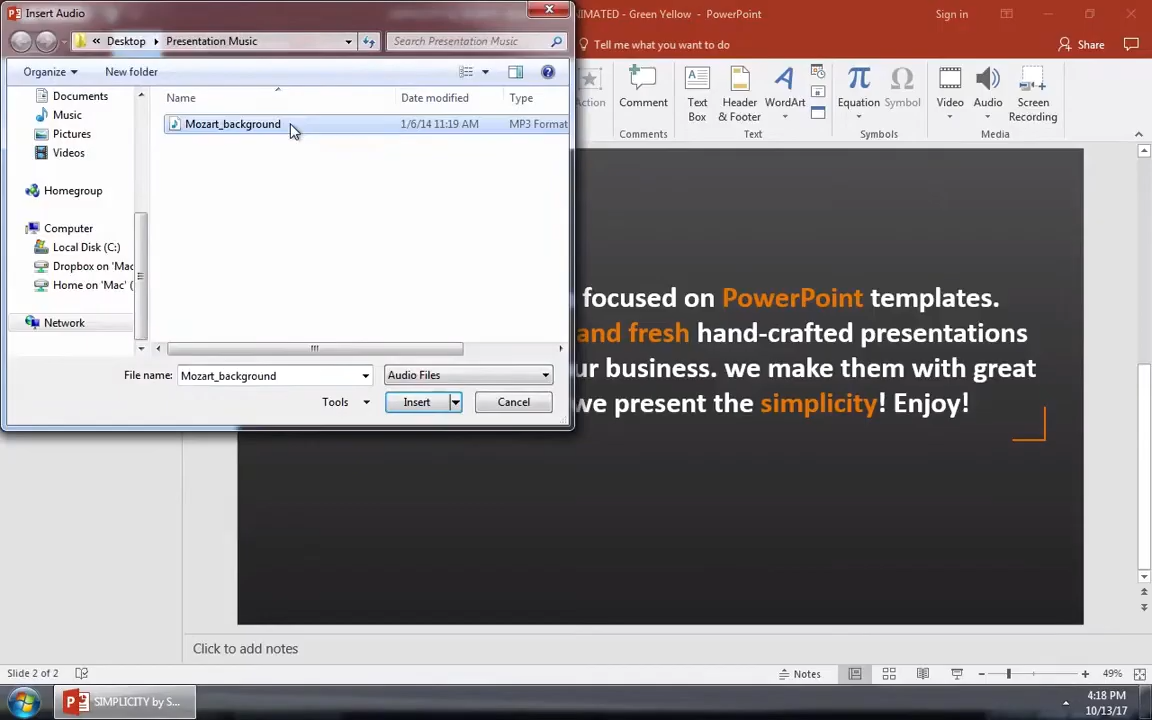 Insert Audio
NIMATED - Green Yellow - PowerPoint
Sign in
« Desktop Presentation Music
Search Presentation Music
Tell me what you want to do
Share
Organize
New folder
Documents
Music
Pictures
Videos
Homegroup
Computer
Local Disk (C:)
Dropbox on 'Mac
Home on 'Mac' (
Network
Name
Date modified
Type
Mozart_background
1/6/14 11:19 AM
MP3 Format
File name:
Mozart_background
Audio Files
Tools
Insert
Cancel
Action
Comment
Text
Box
Header
& Footer
WordArt
Equation
Symbol
Video
Audio
Screen
Recording
Comments
Text
Symbols
Media
focused on PowerPoint templates.
and fresh hand-crafted presentations
ur business. we make them with great
we present the simplicity! Enjoy!
Click to add notes
Slide 2 of 2
Notes
49%
SIMPLICITY by S...
4:18 PM
10/13/17